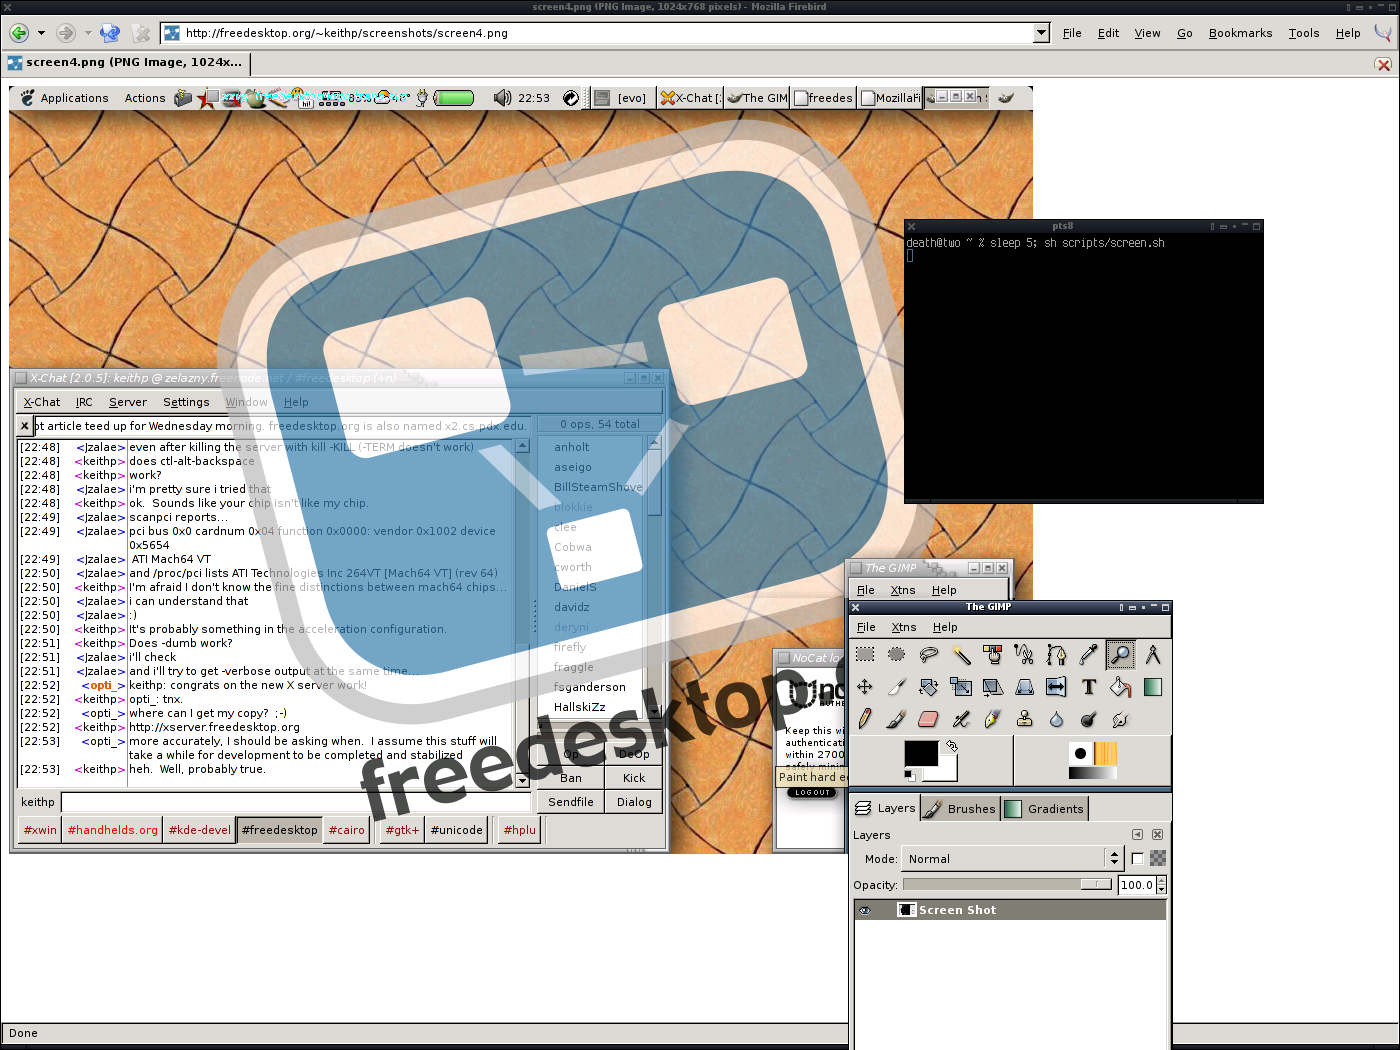 screen4.png (PNG Image, 1024x768 pixels) - Mozilla Firebird
http://freedesktop.org/~keithp/screenshots/screen4.png
File Edit View Go Bookmarks Tools Help
screen4.png (PNG Image, 1024x...
Applications Actions 22:53 [evo] X-Chat [ The GIM freedes MozillaFi
pts8
death@two ~ % sleep 5; sh scripts/screen.sh
X-Chat [2.0.5]: keithp @ zelazny.freenode.net / #freedesktop (+n)
X-Chat IRC Server Settings Window Help
ot article teed up for Wednesday morning. freedesktop.org is also named x2.cs.pdx.edu.
0 ops, 54 total
[22:48] <Jzalae> even after killing the server with kill -KILL (-TERM doesn't work)
[22:48] <keithp> does ctl-alt-backspace
[22:48] <keithp> work?
[22:48] <Jzalae> i'm pretty sure i tried that
[22:48] <keithp> ok. Sounds like your chip isn't like my chip.
[22:49] <Jzalae> scanpci reports...
[22:49] <Jzalae> pci bus 0x0 cardnum 0x04 function 0x0000: vendor 0x1002 device
0x5654
[22:49] <Jzalae> ATI Mach64 VT
[22:50] <Jzalae> and /proc/pci lists ATI Technologies Inc 264VT [Mach64 VT] (rev 64)
[22:50] <keithp> I'm afraid I don't know the fine distinctions between mach64 chips...
[22:50] <Jzalae> i can understand that
[22:50] <Jzalae> :)
[22:50] <keithp> It's probably something in the acceleration configuration.
[22:51] <keithp> Does -dumb work?
[22:51] <Jzalae> i'll check
[22:51] <Jzalae> and i'll try to get -verbose output at the same time...
[22:52] <opti_> keithp: congrats on the new X server work!
[22:52] <keithp> opti_: tnx.
[22:52] <opti_> where can I get my copy? ;-)
[22:52] <keithp> http://xserver.freedesktop.org
[22:53] <opti_> more accurately, I should be asking when. I assume this stuff will
take a while for development to be completed and stabilized
[22:53] <keithp> heh. Well, probably true.
anholt
aseigo
BillSteamShove
blokkie
clee
Cobwa
cworth
DanielS
davidz
deryni
firefly
fraggle
fsganderson
HallskiZz
Op DeOp
Ban Kick
Sendfile Dialog
keithp
#xwin #handhelds.org #kde-devel #freedesktop #cairo #gtk+ #unicode #hplu
freedesktop.
The GIMP
File Xtns Help
NoCat lo
Keep this wi
authenticati
within 2700
Paint hard e
LOGOUT
The GIMP
File Xtns Help
Layers Brushes Gradients
Layers
Mode: Normal
Opacity: 100.0
Screen Shot
Done